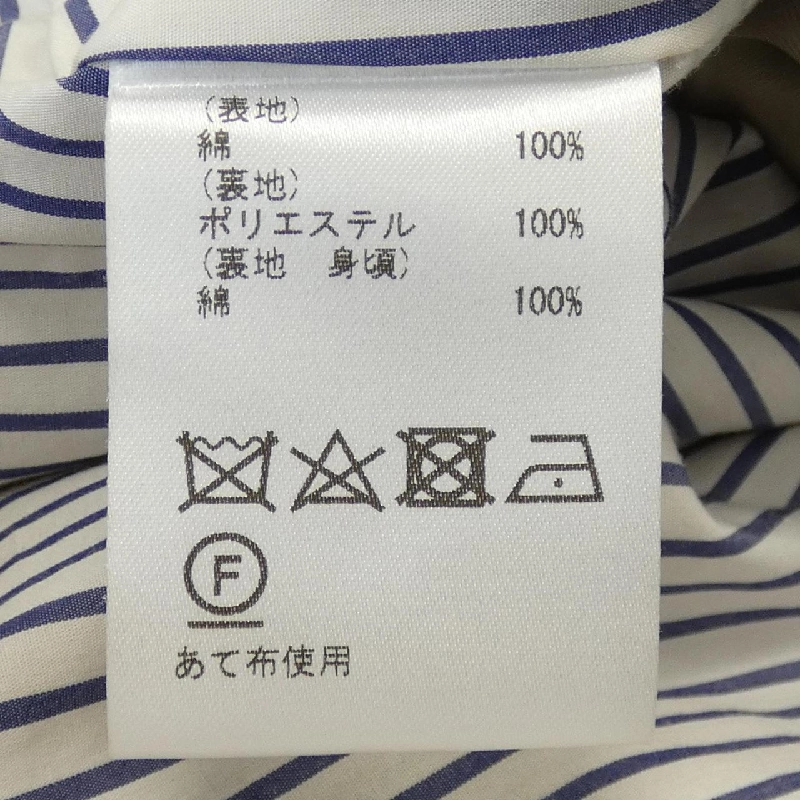 (表地)
綿 100%
(裏地)
ポリエステル 100%
(裏地 身頃)
綿 100%
F
あて布使用